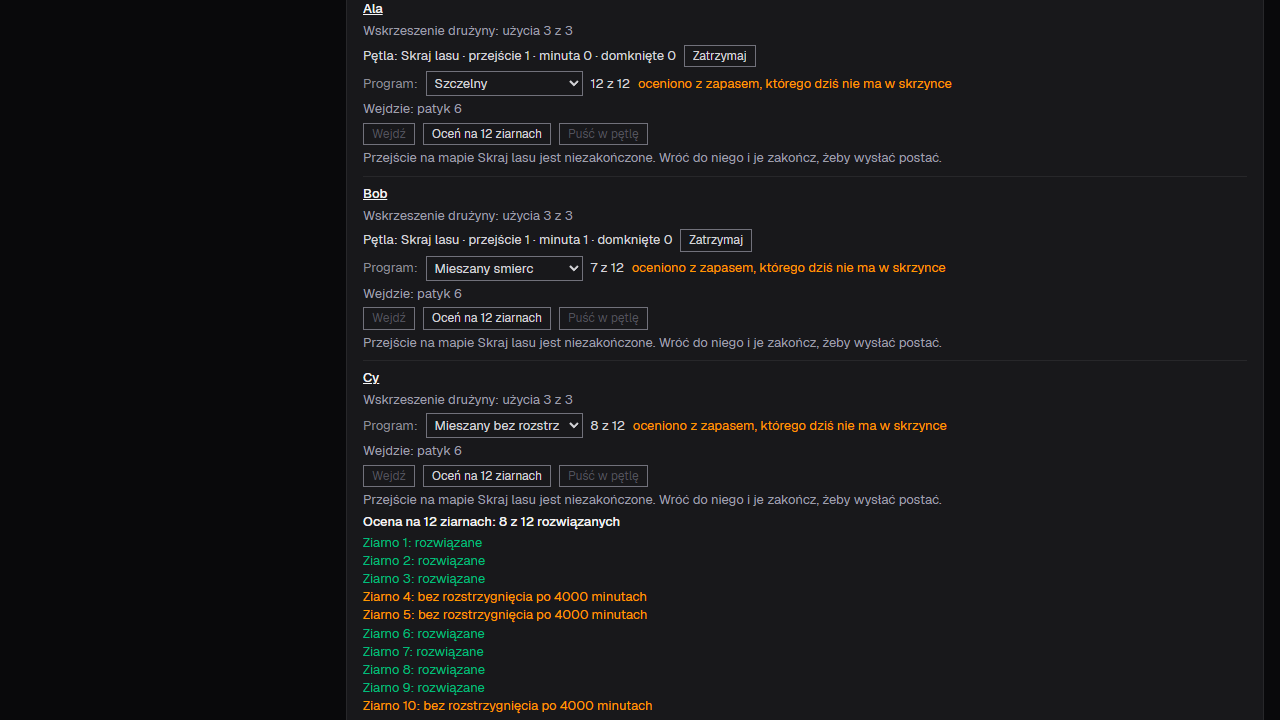 Ala
Wskrzeszenie drużyny: użycia 3 z 3
Pętla: Skraj lasu · przejście 1 · minuta 0 · domknięte 0 Zatrzymaj
Program: Szczelny 12 z 12 oceniono z zapasem, którego dziś nie ma w skrzynce
Wejdzie: patyk 6
Wejdź Oceń na 12 ziarnach Puść w pętlę
Przejście na mapie Skraj lasu jest niezakończone. Wróć do niego i je zakończ, żeby wysłać postać.
Bob
Wskrzeszenie drużyny: użycia 3 z 3
Pętla: Skraj lasu · przejście 1 · minuta 1 · domknięte 0 Zatrzymaj
Program: Mieszany smierc 7 z 12 oceniono z zapasem, którego dziś nie ma w skrzynce
Wejdzie: patyk 6
Wejdź Oceń na 12 ziarnach Puść w pętlę
Przejście na mapie Skraj lasu jest niezakończone. Wróć do niego i je zakończ, żeby wysłać postać.
Cy
Wskrzeszenie drużyny: użycia 3 z 3
Program: Mieszany bez rozstrz 8 z 12 oceniono z zapasem, którego dziś nie ma w skrzynce
Wejdzie: patyk 6
Wejdź Oceń na 12 ziarnach Puść w pętlę
Przejście na mapie Skraj lasu jest niezakończone. Wróć do niego i je zakończ, żeby wysłać postać.
Ocena na 12 ziarnach: 8 z 12 rozwiązanych
Ziarno 1: rozwiązane
Ziarno 2: rozwiązane
Ziarno 3: rozwiązane
Ziarno 4: bez rozstrzygnięcia po 4000 minutach
Ziarno 5: bez rozstrzygnięcia po 4000 minutach
Ziarno 6: rozwiązane
Ziarno 7: rozwiązane
Ziarno 8: rozwiązane
Ziarno 9: rozwiązane
Ziarno 10: bez rozstrzygnięcia po 4000 minutach